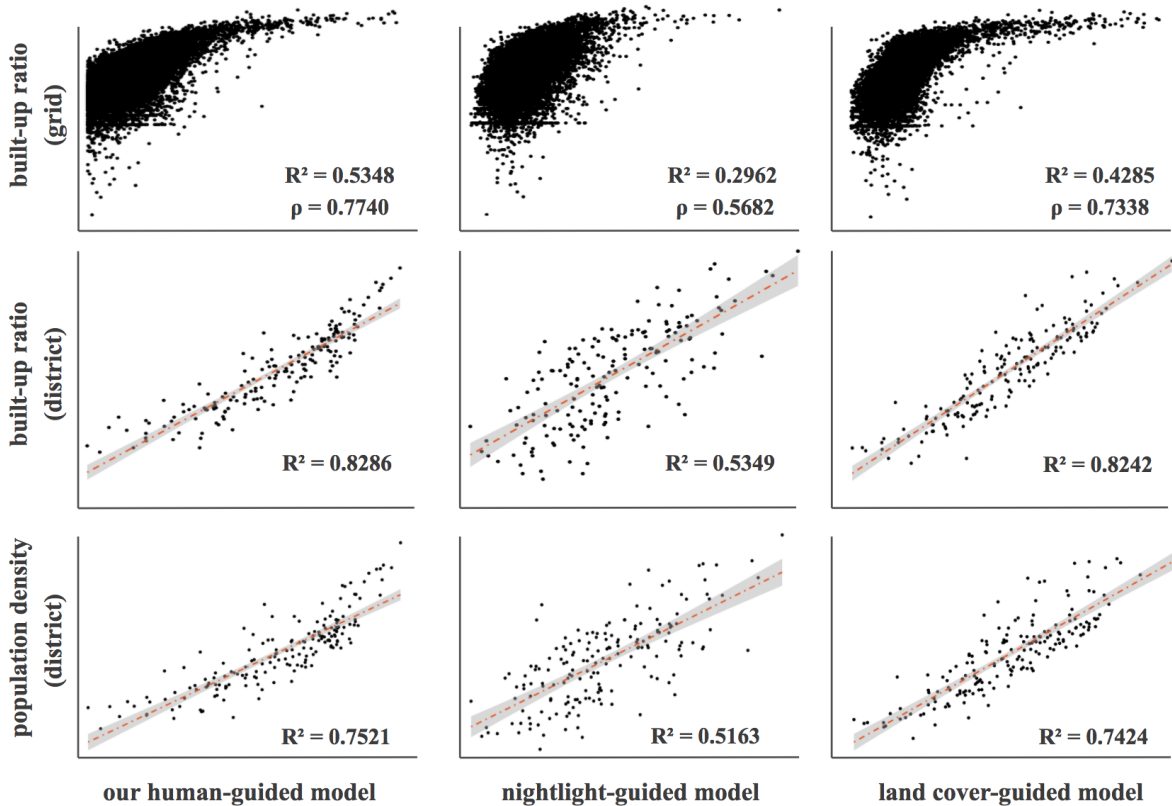 built-up ratio
(grid)
R² = 0.5348
ρ = 0.7740
R² = 0.2962
ρ = 0.5682
R² = 0.4285
ρ = 0.7338
built-up ratio
(district)
R² = 0.8286
R² = 0.5349
R² = 0.8242
population density
(district)
R² = 0.7521
R² = 0.5163
R² = 0.7424
our human-guided model
nightlight-guided model
land cover-guided model